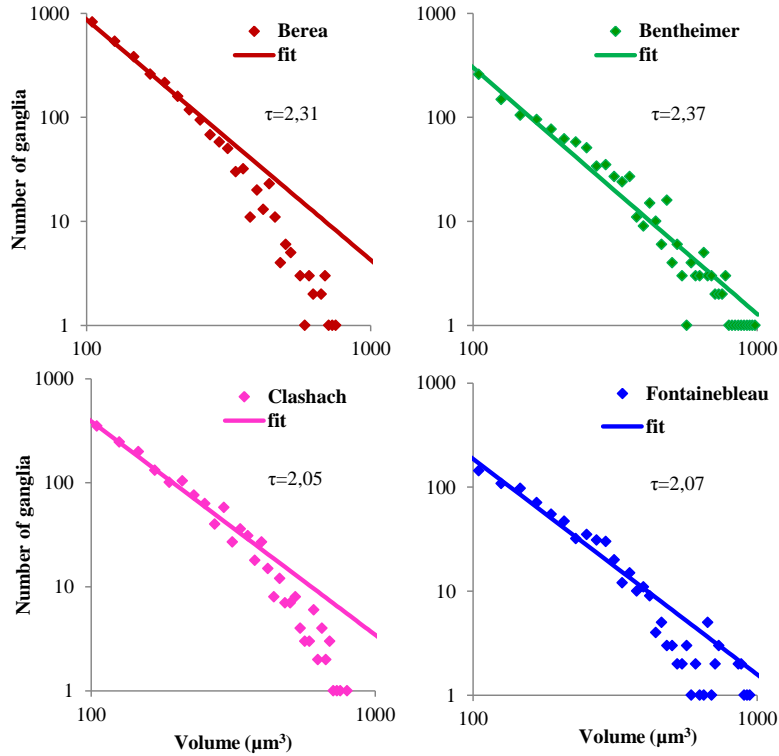 1000
100
10
1
Number of ganglia
Berea
fit
τ=2,31
100
1000
1000
100
10
1
Bentheimer
fit
τ=2,37
100
1000
1000
100
10
1
Number of ganglia
Clashach
fit
τ=2,05
100
1000
Volume (µm³)
1000
100
10
1
Fontainebleau
fit
τ=2,07
100
1000
Volume (µm³)